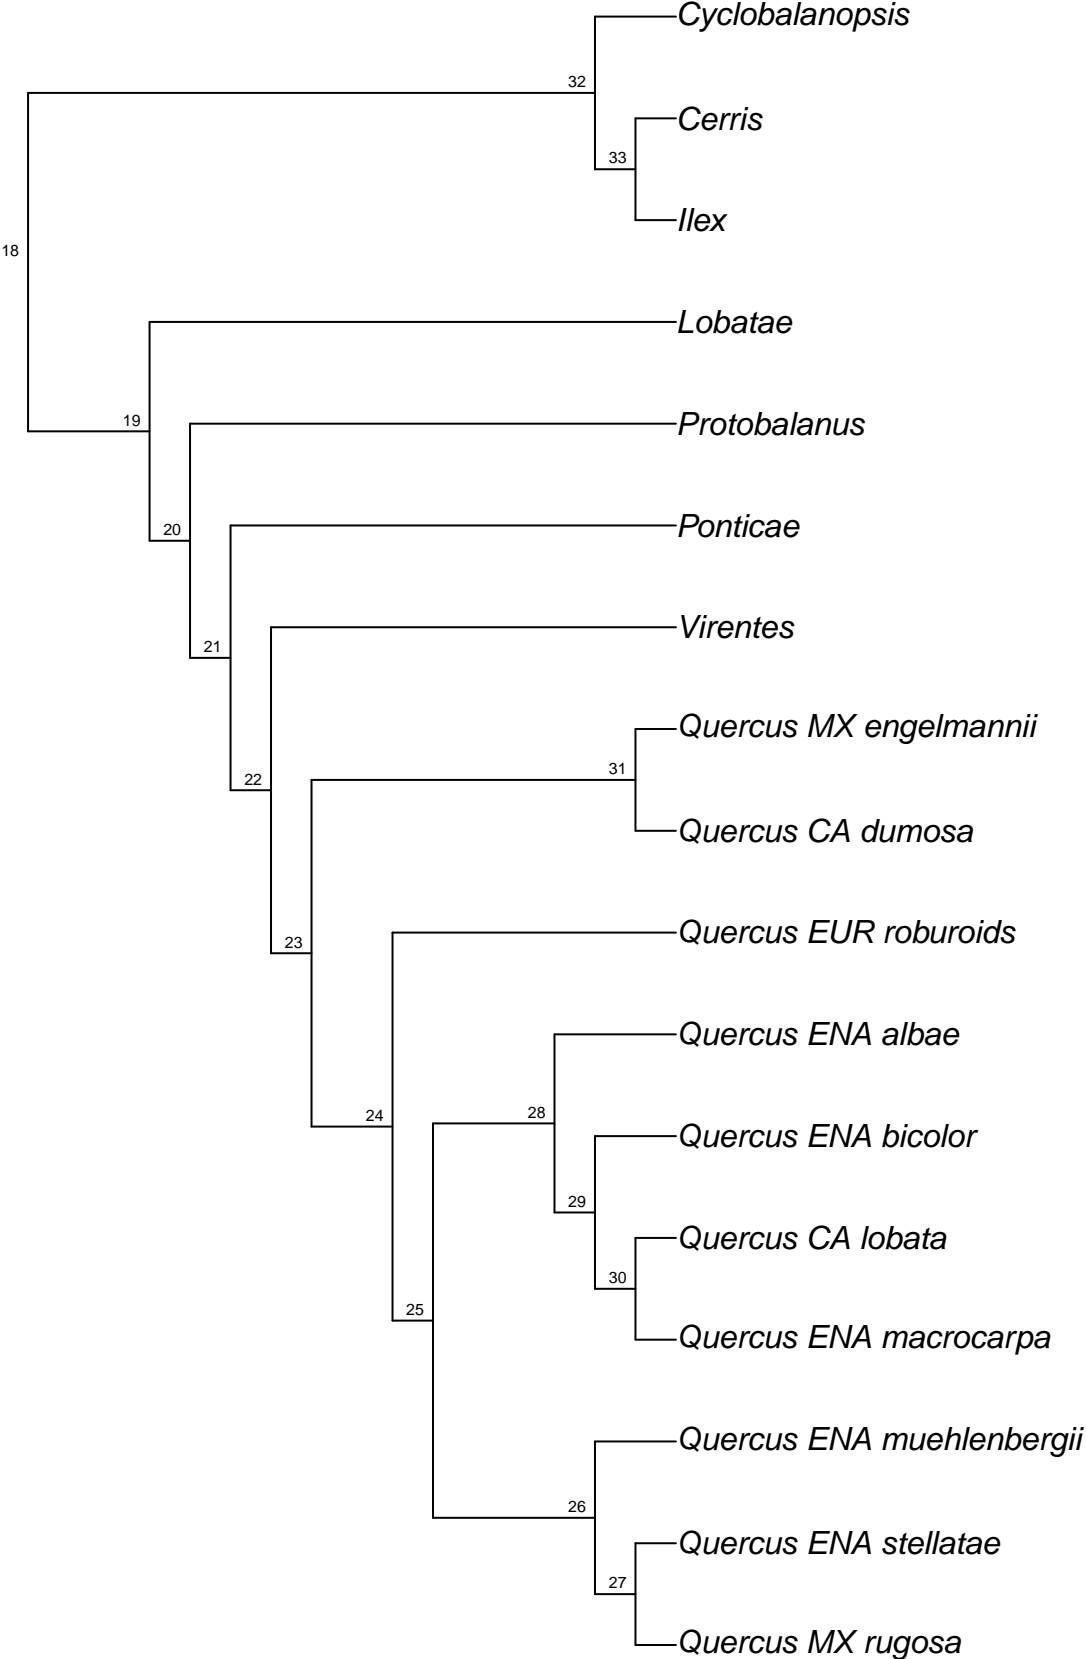 Cyclobalanopsis
32
Cerris
33
Ilex
18
Lobatae
19
Protobalanus
20
Ponticae
21
Virentes
Quercus MX engelmannii
31
22
Quercus CA dumosa
Quercus EUR roburoids
23
Quercus ENA albae
28
24
Quercus ENA bicolor
29
Quercus CA lobata
30
25
Quercus ENA macrocarpa
Quercus ENA muehlenbergii
26
Quercus ENA stellatae
27
Quercus MX rugosa